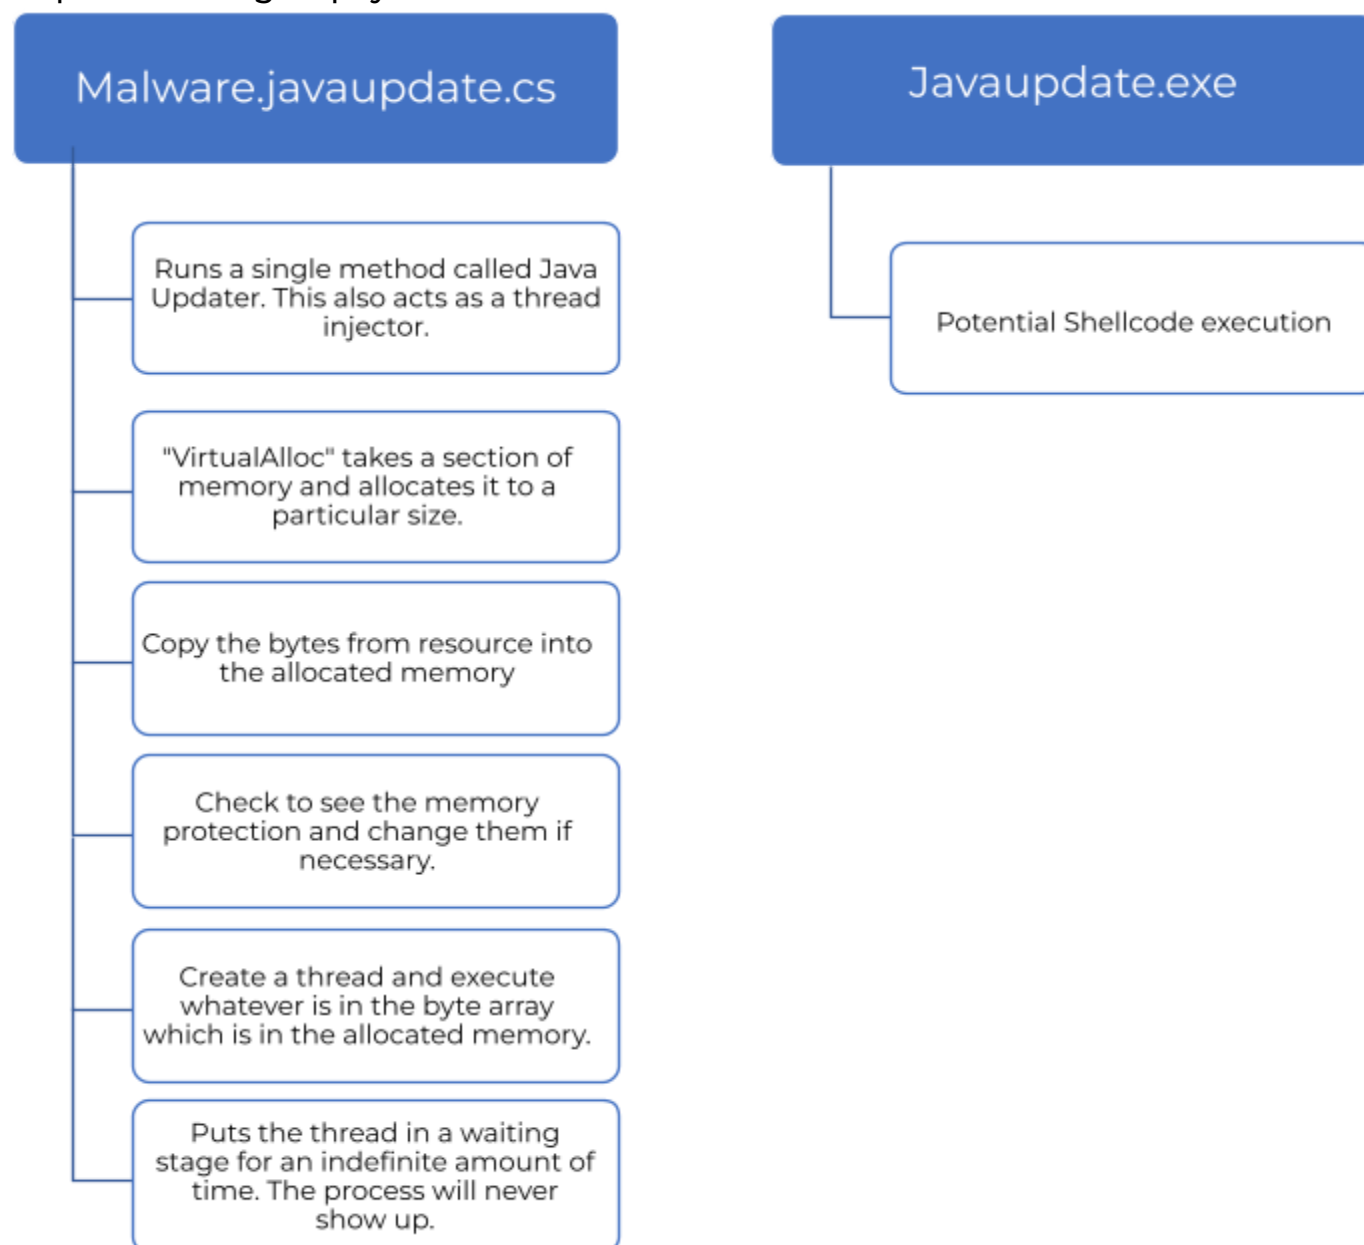 Malware.javaupdate.cs
Runs a single method called Java
Updater. This also acts as a thread
injector.
"VirtualAlloc" takes a section of
memory and allocates it to a
particular size.
Copy the bytes from resource into
the allocated memory
Check to see the memory
protection and change them if
necessary.
Create a thread and execute
whatever is in the byte array
which is in the allocated memory.
Puts the thread in a waiting
stage for an indefinite amount of
time. The process will never
show up.
Javaupdate.exe
Potential Shellcode execution